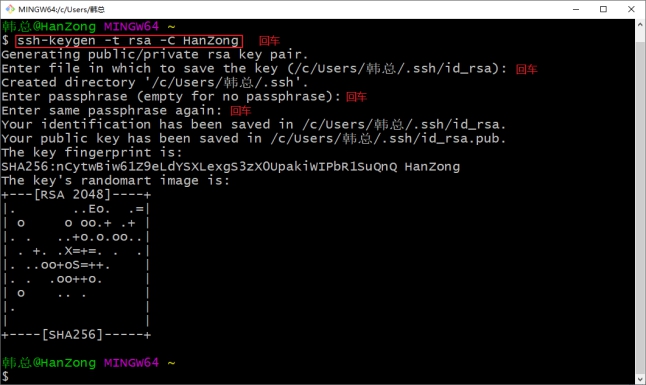 MINGW64:/c/Users/韩总
韩总@HanZong MINGW64 ~
$ ssh-keygen -t rsa -C HanZong 回车
Generating public/private rsa key pair.
Enter file in which to save the key (/c/Users/韩总/.ssh/id_rsa): 回车
Created directory '/c/Users/韩总/.ssh'.
Enter passphrase (empty for no passphrase): 回车
Enter same passphrase again: 回车
Your identification has been saved in /c/Users/韩总/.ssh/id_rsa.
Your public key has been saved in /c/Users/韩总/.ssh/id_rsa.pub.
The key fingerprint is:
SHA256:nCytwBiw61Z9eLdYSXLexgS3zXOUpakiWIPbR1SuQnQ HanZong
The key's randomart image is:
+---[RSA 2048]----+
|.       ..Eo.  .=|
| o     o oo.+ .+ |
| . .   ..+o.o.oo..|
| . +. .X=+=. . .|
|. ..oo+oS=++.    |
| . .  .oo++o.    |
| o    .. .       |
|.                |
|                 |
+----[SHA256]-----+
韩总@HanZong MINGW64 ~
$